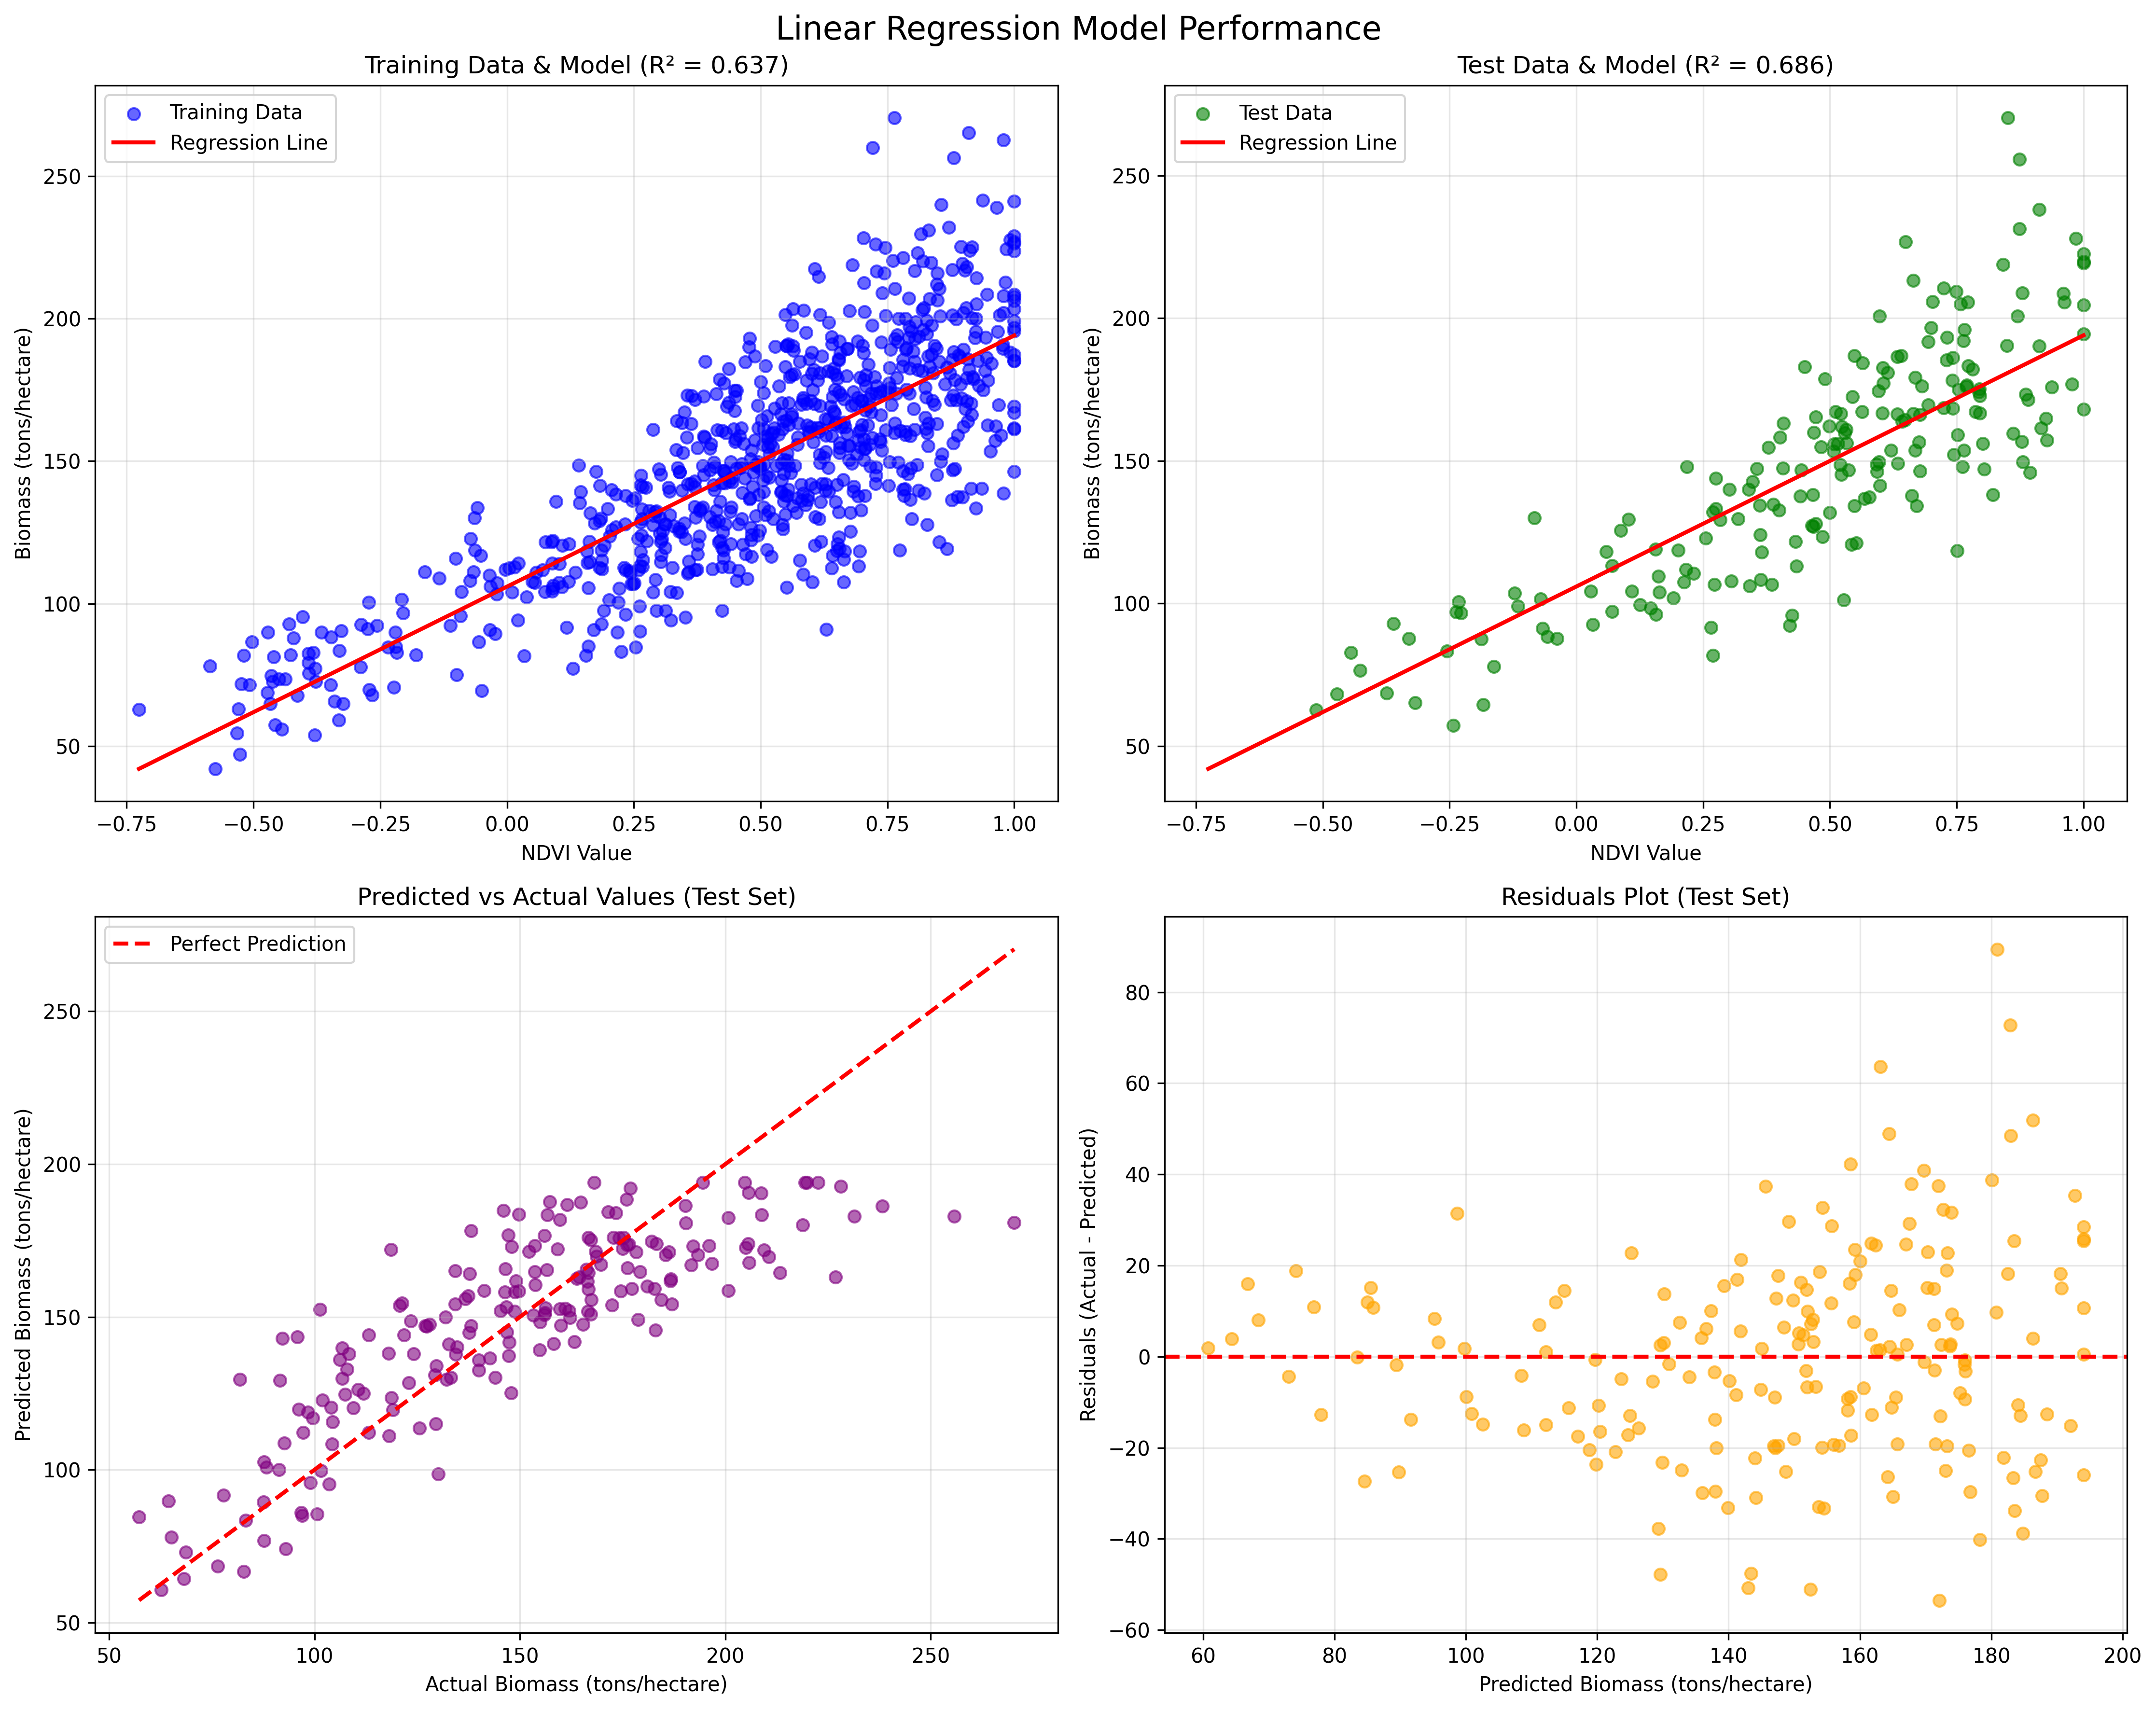 Linear Regression Model Performance
Training Data & Model (R² = 0.637)
Training Data
Regression Line
Biomass (tons/hectare)
250
200
150
100
50
−0.75 −0.50 −0.25 0.00 0.25 0.50 0.75 1.00
NDVI Value
Test Data & Model (R² = 0.686)
Test Data
Regression Line
Biomass (tons/hectare)
250
200
150
100
50
−0.75 −0.50 −0.25 0.00 0.25 0.50 0.75 1.00
NDVI Value
Predicted vs Actual Values (Test Set)
Perfect Prediction
Predicted Biomass (tons/hectare)
250
200
150
100
50
50 100 150 200 250
Actual Biomass (tons/hectare)
Residuals Plot (Test Set)
Residuals (Actual - Predicted)
80
60
40
20
0
−20
−40
−60
60 80 100 120 140 160 180 200
Predicted Biomass (tons/hectare)